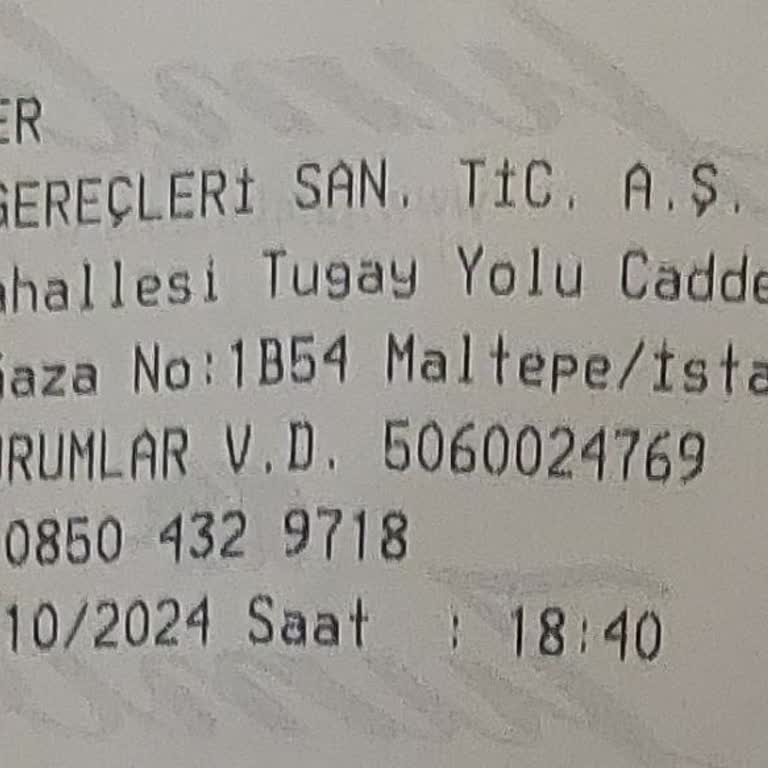 ER
GEREÇLERİ SAN. TİC. A.Ş.
ahallesi Tugay Yolu Cadde
ğaza No:1B54 Maltepe/İsta
URUMLAR V.D. 5060024769
0850 432 9718
10/2024 Saat : 18:40